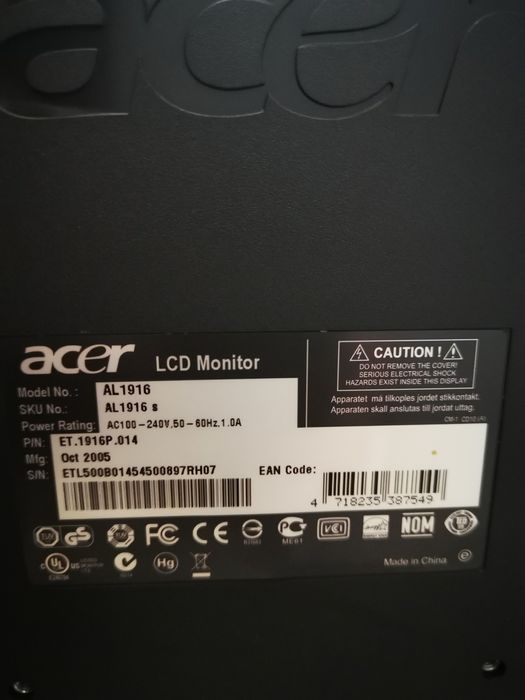 acer
acer LCD Monitor
Model No. : AL1916
SKU No.: AL1916 s
Power Rating: AC100-240V,50-60Hz,1.0A
P/N: ET.1916P.014
Mfg: Oct 2005
S/N: ETL500B01454500897RH07
EAN Code:
4 718235 387549
CAUTION !
DO NOT REMOVE THE COVER!
SERIOUS ELECTRICAL SHOCK
HAZARDS EXIST INSIDE THIS DISPLAY
Apparatet må tilkoples jordet stikkontakt.
Apparaten skall anslutas till jordat uttag.
FC CE
VCI
NOM
UL
Hg
Made in China